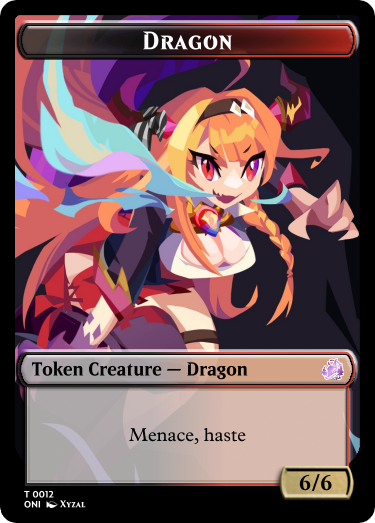 Dragon
Token Creature — Dragon
Menace, haste
6/6
T 0012
ONI Xyzal